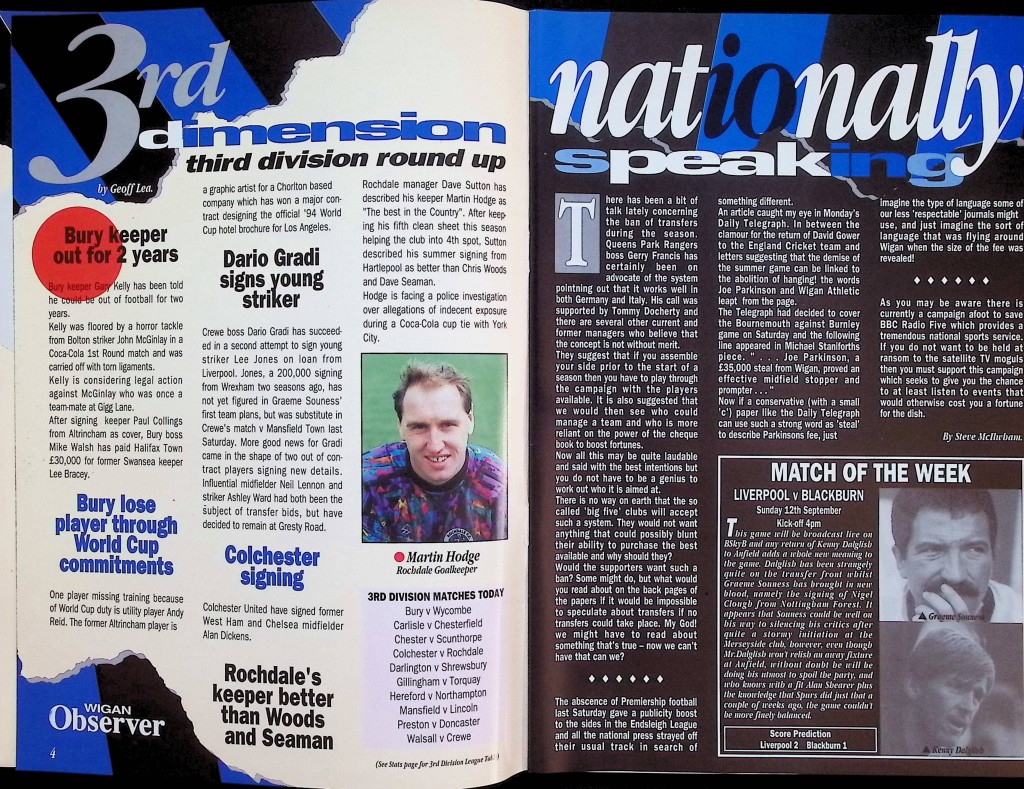 3rd
dimension
third division round up
by Geoff Lea.
Bury keeper
out for 2 years
Bury keeper Gary Kelly has been told
he could be out of football for two
years.
Kelly was floored by a horror tackle
from Bolton striker John McGinlay in a
Coca-Cola 1st Round match and was
carried off with torn ligaments.
Kelly is considering legal action
against McGinlay who was once a
team-mate at Gigg Lane.
After signing keeper Paul Collings
from Altrincham as cover, Bury boss
Mike Walsh has paid Halifax Town
£30,000 for former Swansea keeper
Lee Bracey.
Bury lose
player through
World Cup
commitments
One player missing training because
of World Cup duty is utility player Andy
Reid. The former Altrincham player is
a graphic artist for a Chorlton based
company which has won a major con-
tract designing the official '94 World
Cup hotel brochure for Los Angeles.
Dario Gradi
signs young
striker
Crewe boss Dario Gradi has succeed-
ed in a second attempt to sign young
striker Lee Jones on loan from
Liverpool. Jones, a 200,000 signing
from Wrexham two seasons ago, has
not yet figured in Graeme Souness'
first team plans, but was substitute in
Crewe's match v Mansfield Town last
Saturday. More good news for Gradi
came in the shape of two out of con-
tract players signing new details.
Influential midfielder Neil Lennon and
striker Ashley Ward had both been the
subject of transfer bids, but have
decided to remain at Gresty Road.
Colchester
signing
Colchester United have signed former
West Ham and Chelsea midfielder
Alan Dickens.
Rochdale's
keeper better
than Woods
and Seaman
Rochdale manager Dave Sutton has
described his keeper Martin Hodge as
"The best in the Country". After keep-
ing his fifth clean sheet this season
helping the club into 4th spot, Sutton
described his summer signing from
Hartlepool as better than Chris Woods
and Dave Seaman.
Hodge is facing a police investigation
over allegations of indecent exposure
during a Coca-Cola cup tie with York
City.
Martin Hodge
Rochdale Goalkeeper
3RD DIVISION MATCHES TODAY
Bury v Wycombe
Carlisle v Chesterfield
Chester v Scunthorpe
Colchester v Rochdale
Darlington v Shrewsbury
Gillingham v Torquay
Hereford v Northampton
Mansfield v Lincoln
Preston v Doncaster
Walsall v Crewe
(See Stats page for 3rd Division League
WIGAN
Observer
4
nationally
speaking
There has been a bit of
talk lately concerning
the ban of transfers
during the season.
Queens Park Rangers
boss Gerry Francis has
certainly been on
advocate of the system
pointning out that it works well in
both Germany and Italy. His call was
supported by Tommy Docherty and
there are several other current and
former managers who believe that
the concept is not without merit.
They suggest that if you assemble
your side prior to the start of a
season then you have to play through
the campaign with the players
available. It is also suggested that
we would then see who could
manage a team and who is more
reliant on the power of the cheque
book to boost fortunes.
Now all this may be quite laudable
and said with the best intentions but
you do not have to be a genius to
work out who it is aimed at.
There is no way on earth that the so
called 'big five' clubs will accept
such a system. They would not want
anything that could possibly blunt
their ability to purchase the best
available and why should they?
Would the supporters want such a
ban? Some might do, but what would
you read about on the back pages of
the papers if it would be impossible
to speculate about transfers if no
transfers could take place. My God!
we might have to read about
something that's true – now we can't
have that can we?
The absence of Premiership football
last Saturday gave a publicity boost
to the sides in the Endsleigh League
and all the national press strayed off
their usual track in search of
something different.
An article caught my eye in Monday's
Daily Telegraph. In between the
clamour for the return of David Gower
to the England Cricket team and
letters suggesting that the demise of
the summer game can be linked to
the abolition of hanging! the words
Joe Parkinson and Wigan Athletic
leapt from the page.
The Telegraph had decided to cover
the Bournemouth against Burnley
game on Saturday and the following
line appeared in Michael Staniforths
piece. ". . . Joe Parkinson, a
£35,000 steal from Wigan, proved an
effective midfield stopper and
prompter . . ."
Now if a conservative (with a small
'c') paper like the Daily Telegraph
can use such a strong word as 'steal'
to describe Parkinsons fee, just
imagine the type of language some of
our less 'respectable' journals might
use, and just imagine the sort of
language that was flying around
Wigan when the size of the fee was
revealed!
As you may be aware there is
currently a campaign afoot to save
BBC Radio Five which provides a
tremendous national sports service.
If you do not want to be held at
ransom to the satellite TV moguls
then you must support this campaign
which seeks to give you the chance
to at least listen to events that
would otherwise cost you a fortune
for the dish.
By Steve McIlwham.
MATCH OF THE WEEK
LIVERPOOL v BLACKBURN
Sunday 12th September
Kick-off 4pm
This game will be broadcast live on
BSkyB and any return of Kenny Dalglish
to Anfield adds a whole new meaning to
the game. Dalglish has been strangely
quite on the transfer front whilst
Graeme Souness has brought in new
blood, namely the signing of Nigel
Clough from Nottingham Forest. It
appears that Souness could be well on
his way to silencing his critics after
quite a stormy initiation at the
Merseyside club, however, even though
Mr.Dalglish won't relish an away fixture
at Anfield, without doubt he will be
doing his utmost to spoil the party, and
who knows with a fit Alan Shearer plus
the knowledge that Spurs did just that a
couple of weeks ago, the game couldn't
be more finely balanced.
Score Prediction
Liverpool 2 Blackburn 1
Graeme Souness
Kenny Dalglish